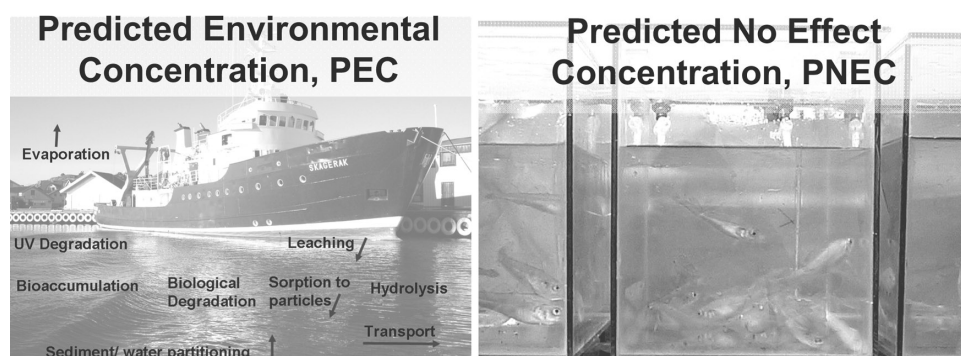 Predicted Environmental
Concentration, PEC
Evaporation
SKAGERAK
UV Degradation
Leaching
Bioaccumulation
Biological
Degradation
Sorption to
particles
Hydrolysis
Transport
Sediment/ water partitioning
Predicted No Effect
Concentration, PNEC